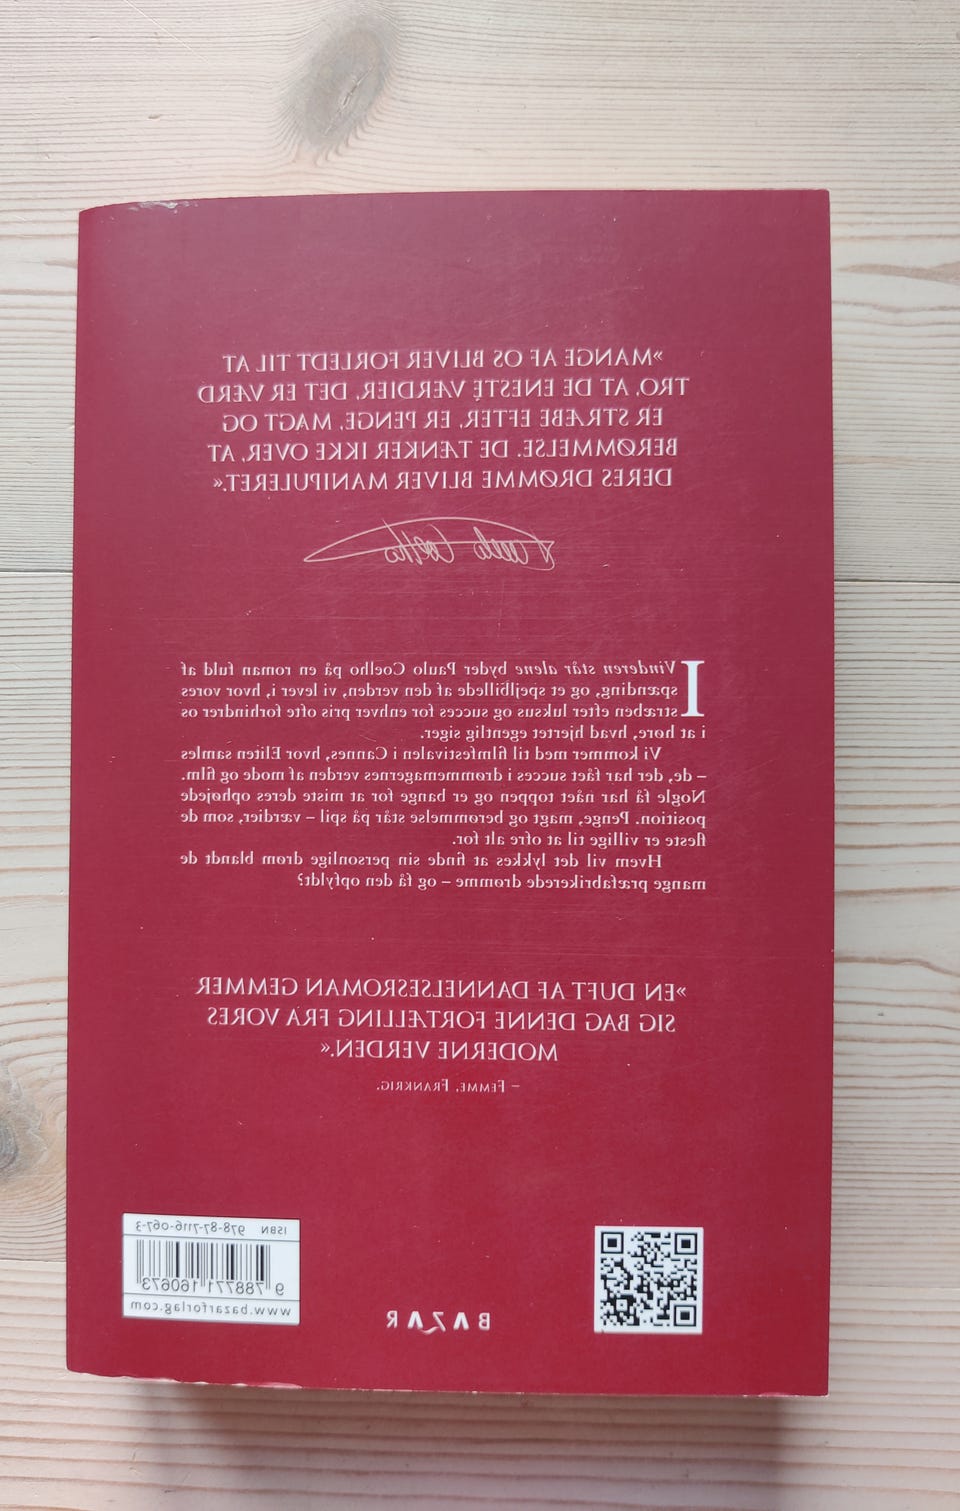 »MANGE AF OS BLIVER FORLEDT TIL AT
TRO, AT DE ENESTE VÆRDIER, DET ER VÆRD
ER STRÆBE EFTER, ER PENGE, MAGT OG
BERØMMELSE. DE TÆNKER IKKE OVER, AT
DERES DRØMME BLIVER MANIPULERET.«
Paulo Coelho
I Vinderen står alene byder Paulo Coelho på en roman fuld af
spænding, og et spejlbillede af den verden, vi lever i, hvor vores
stræben efter luksus og succes for enhver pris ofte forhindrer os
i at høre, hvad hjertet egentlig siger.
Vi kommer med til filmfestivalen i Cannes, hvor Eliten samles
– de, der har fået succes i drømmemagernes verden af mode og film.
Nogle få har nået toppen og er bange for at miste deres ophøjede
position. Penge, magt og berømmelse står på spil – værdier, som de
fleste er villige til at ofre alt for.
Hvem vil det lykkes at finde sin personlige drøm blandt de
mange præfabrikerede drømme – og få den opfyldt?
»EN DUFT AF DANNELSESROMAN GEMMER
SIG BAG DENNE FORTÆLLING FRA VORES
MODERNE VERDEN.«
– FEMME, FRANKRIG.
ISBN 978-87-7116-067-3
9 788771 160673
www.bazarforlag.com
BAZAR